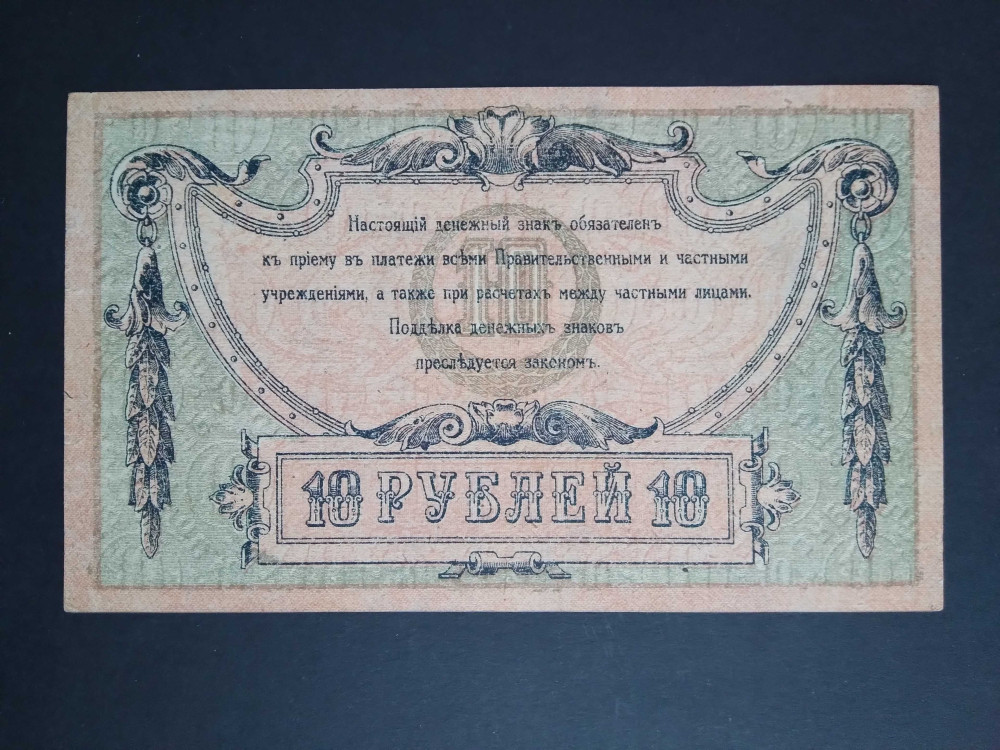 Настоящій денежный знакъ обязателенъ
къ пріему въ платежи всѣми Правительственными и частными
учрежденіями, а также при расчетахъ между частными лицами.
Поддѣлка денежныхъ знаковъ
преслѣдуется закономъ.
10
10 РУБЛЕЙ 10